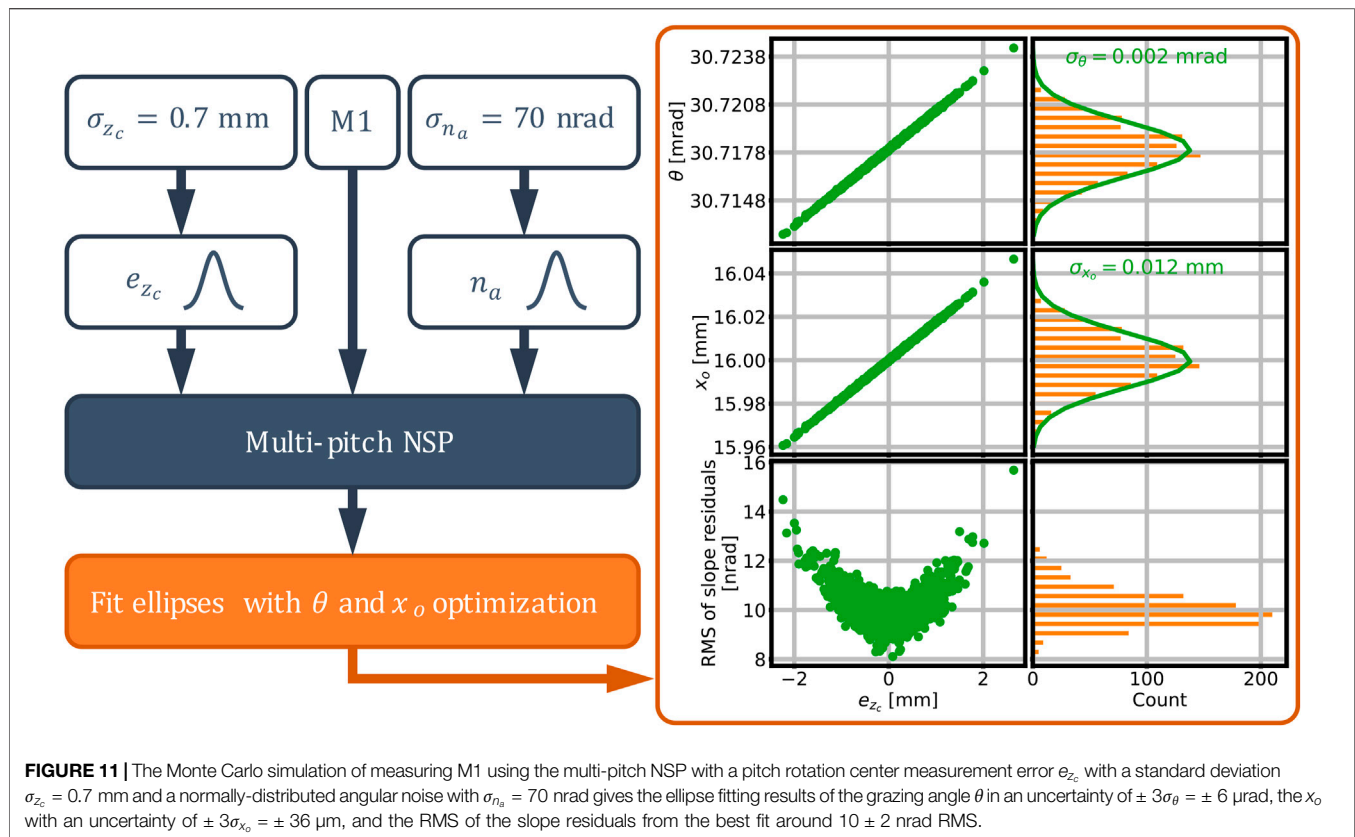 σ_{z_c} = 0.7 mm
M1
σ_{n_a} = 70 nrad
e_{z_c}
n_a
Multi-pitch NSP
Fit ellipses with θ and x_o optimization
30.7238
30.7208
30.7178
30.7148
θ [mrad]
σ_θ = 0.002 mrad
16.04
16.02
16.00
15.98
15.96
x_o [mm]
σ_{x_o} = 0.012 mm
16
14
12
10
8
RMS of slope residuals
[nrad]
−2 0 2
e_{z_c} [mm]
0 100 200
Count
FIGURE 11 | The Monte Carlo simulation of measuring M1 using the multi-pitch NSP with a pitch rotation center measurement error e_{z_c} with a standard deviation
σ_{z_c} = 0.7 mm and a normally-distributed angular noise with σ_{n_a} = 70 nrad gives the ellipse fitting results of the grazing angle θ in an uncertainty of ± 3σ_θ = ± 6 μrad, the x_o
with an uncertainty of ± 3σ_{x_o} = ± 36 μm, and the RMS of the slope residuals from the best fit around 10 ± 2 nrad RMS.